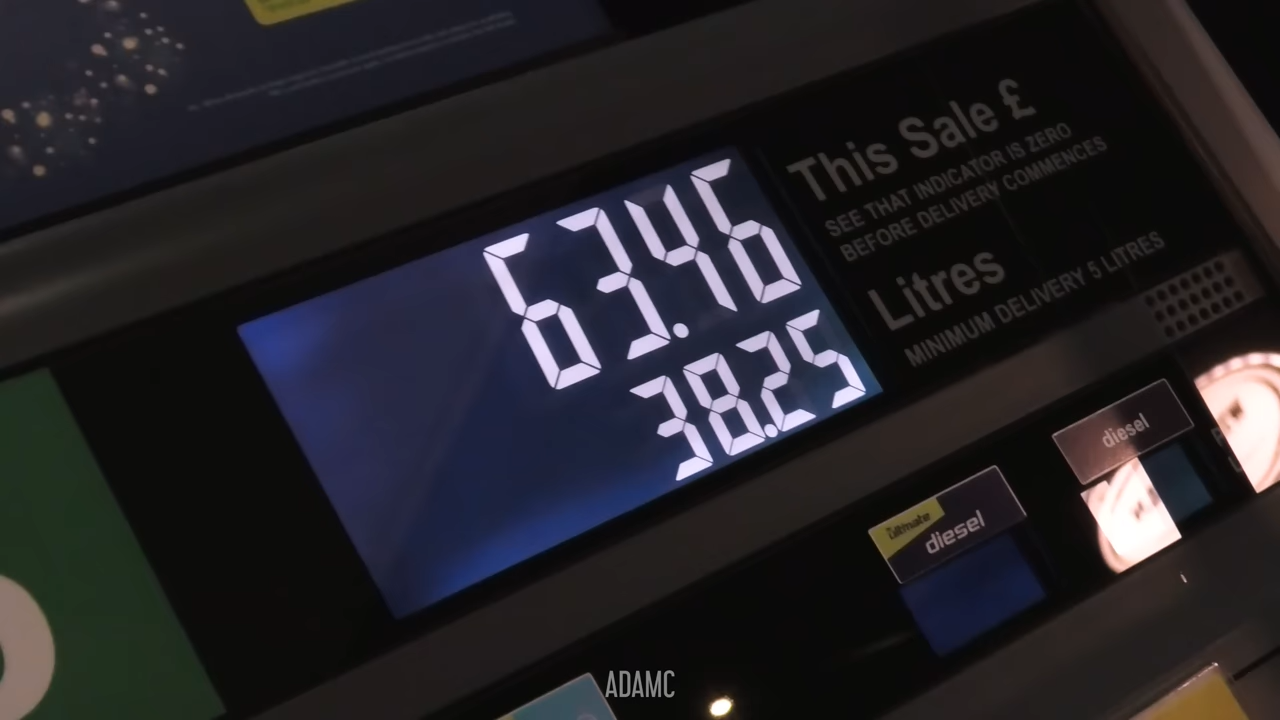 This Sale £
SEE THAT INDICATOR IS ZERO
BEFORE DELIVERY COMMENCES
63.46
Litres
MINIMUM DELIVERY 5 LITRES
38.25
diesel
ultimate
diesel
ADAMC